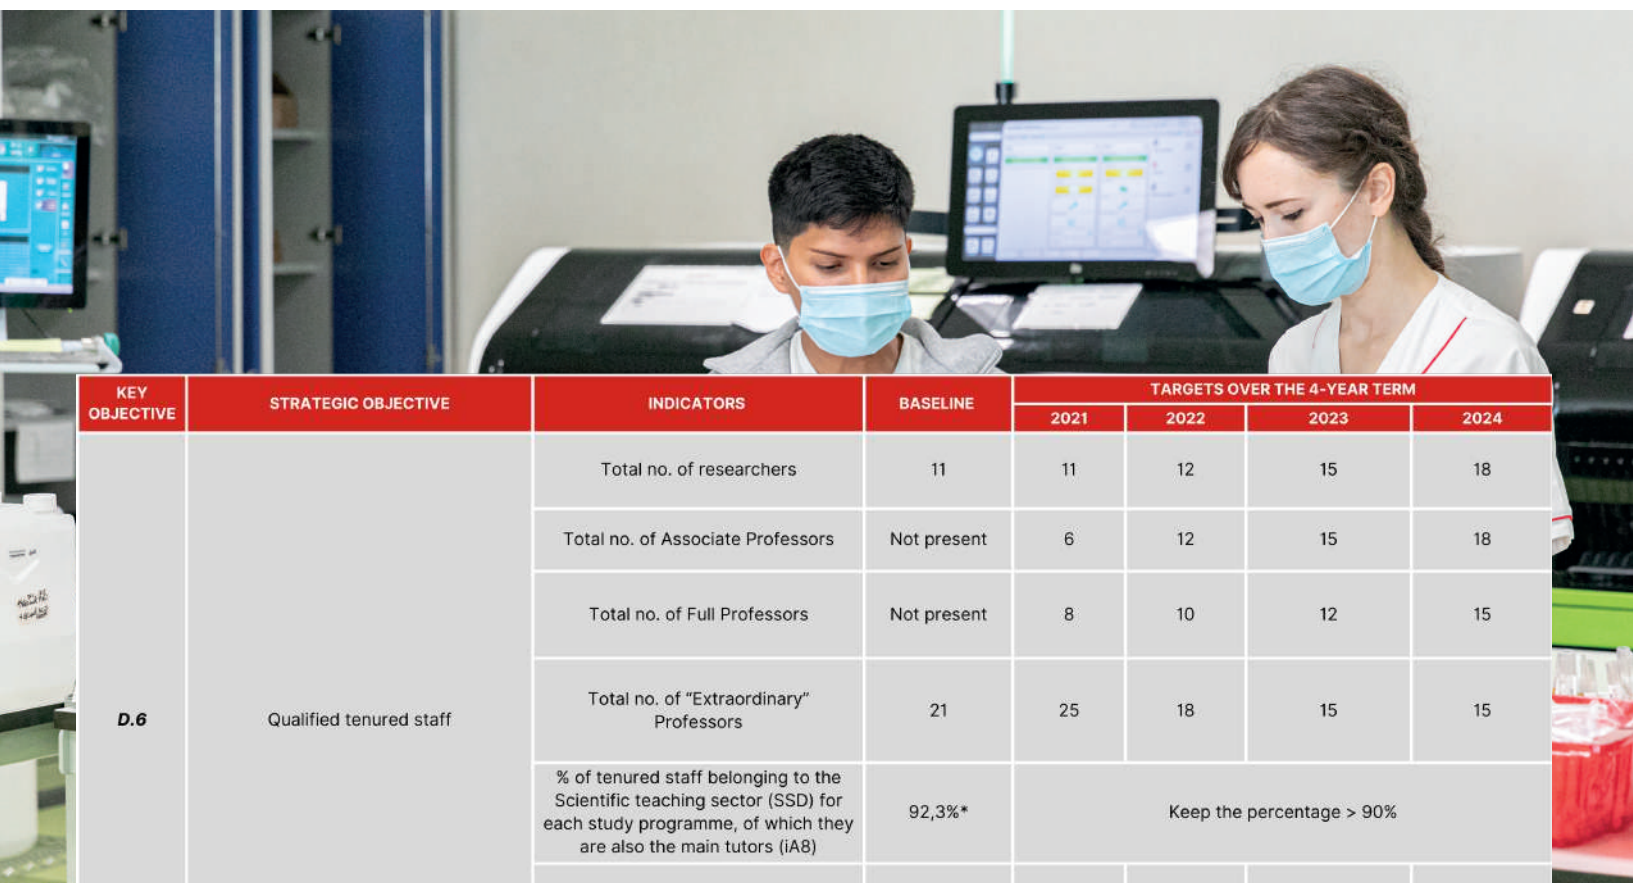 KEY OBJECTIVE
STRATEGIC OBJECTIVE
INDICATORS
BASELINE
TARGETS OVER THE 4-YEAR TERM
2021
2022
2023
2024
D.6
Qualified tenured staff
Total no. of researchers
11
11
12
15
18
Total no. of Associate Professors
Not present
6
12
15
18
Total no. of Full Professors
Not present
8
10
12
15
Total no. of “Extraordinary”
Professors
21
25
18
15
15
% of tenured staff belonging to the
Scientific teaching sector (SSD) for
each study programme, of which they
are also the main tutors (iA8)
92,3%*
Keep the percentage > 90%